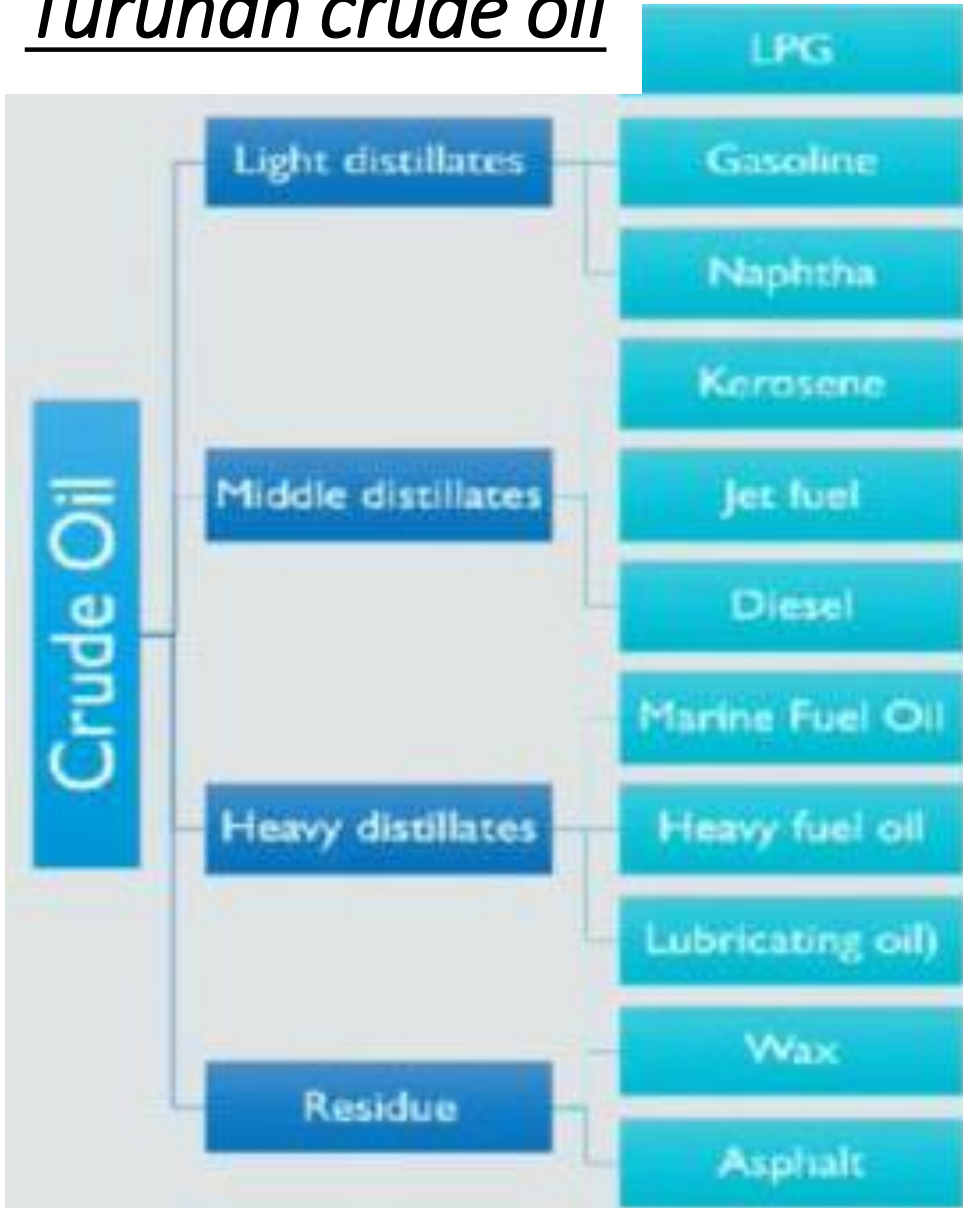 Turunan crude oil
LPG
Light distillates
Gasoline
Naphtha
Kerosene
Middle distillates
Jet fuel
Diesel
Crude Oil
Marine Fuel Oil
Heavy distillates
Heavy fuel oil
Lubricating oil)
Wax
Residue
Asphalt